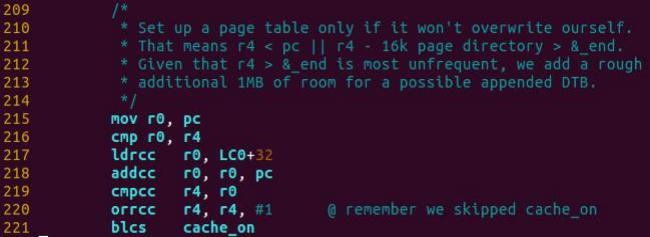 209 /*
210 * Set up a page table only if it won't overwrite ourself.
211 * That means r4 < pc || r4 - 16k page directory > &_end.
212 * Given that r4 > &_end is most unfrequent, we add a rough
213 * additional 1MB of room for a possible appended DTB.
214 */
215 mov r0, pc
216 cmp r0, r4
217 ldrcc r0, LC0+32
218 addcc r0, r0, pc
219 cmpcc r4, r0
220 orrcc r4, r4, #1 @ remember we skipped cache_on
221 blcs cache_on